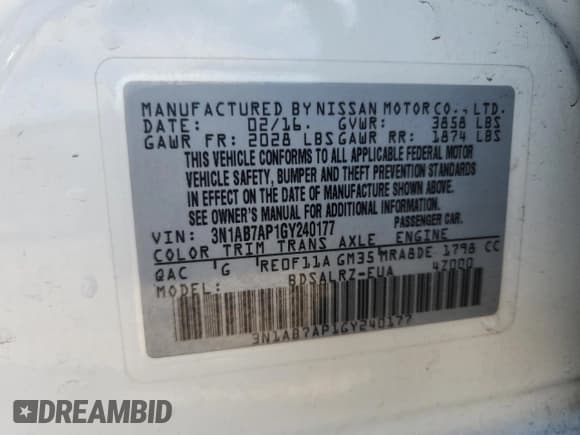 MANUFACTURED BY NISSAN MOTOR CO., LTD.
DATE: 02/16 GVWR: 3858 LBS
GAWR FR: 2028 LBS GAWR RR: 1874 LBS
THIS VEHICLE CONFORMS TO ALL APPLICABLE FEDERAL MOTOR
VEHICLE SAFETY, BUMPER AND THEFT PREVENTION STANDARDS
IN EFFECT ON THE DATE OF MANUFACTURE SHOWN ABOVE.
SEE OWNER'S MANUAL FOR ADDITIONAL INFORMATION.
VIN: 3N1AB7AP1GY240177 PASSENGER CAR.
COLOR TRIM TRANS AXLE ENGINE
QAC G RE0F11A GM35 MRA8DE 1798 CC
MODEL: BDSALRZ-EUA 4Z000
3N1AB7AP1GY240177
DREAMBID